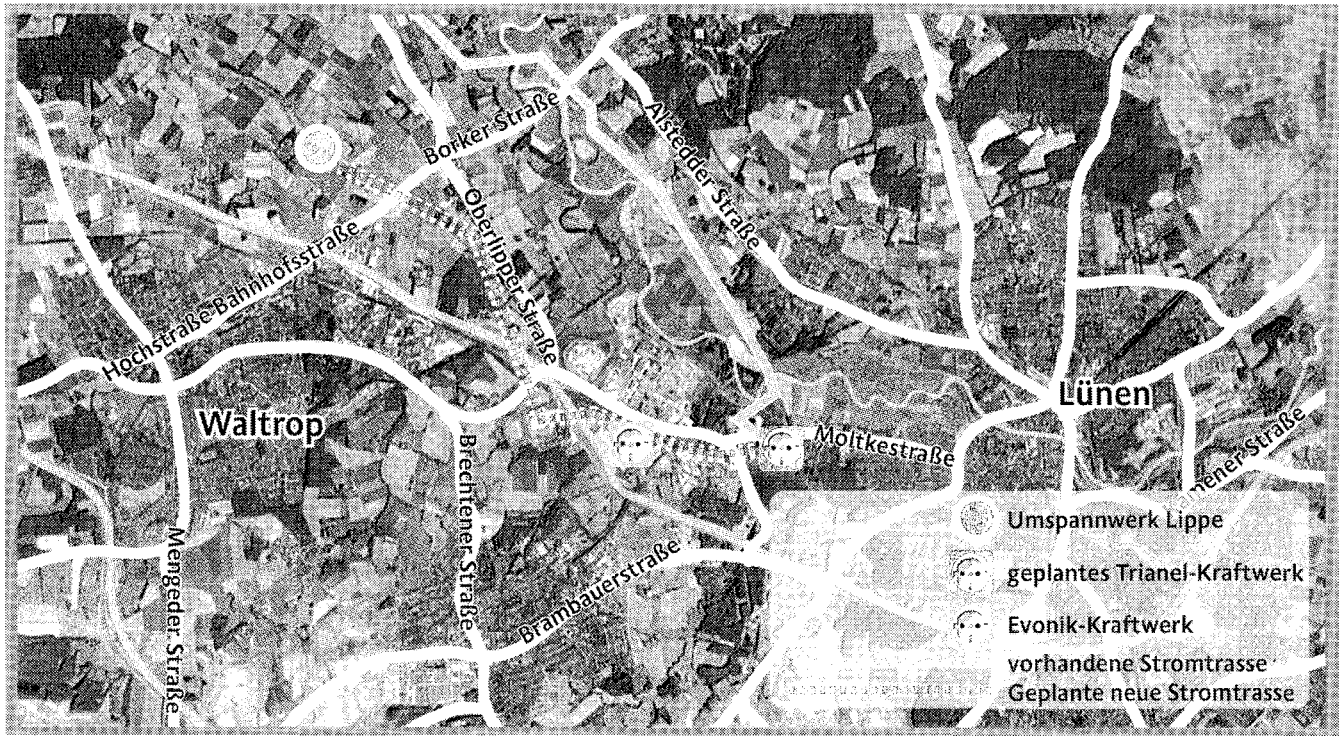 Borker Straße
Alstedder Straße
Oberlipper Straße
Hochstraße Bahnhofsstraße
Waltrop
Lünen
Moltkestraße
Brechtener Straße
Mengeder Straße
Brambauerstraße
Straße
Umspannwerk Lippe
geplantes Trianel-Kraftwerk
Evonik-Kraftwerk
vorhandene Stromtrasse
Geplante neue Stromtrasse